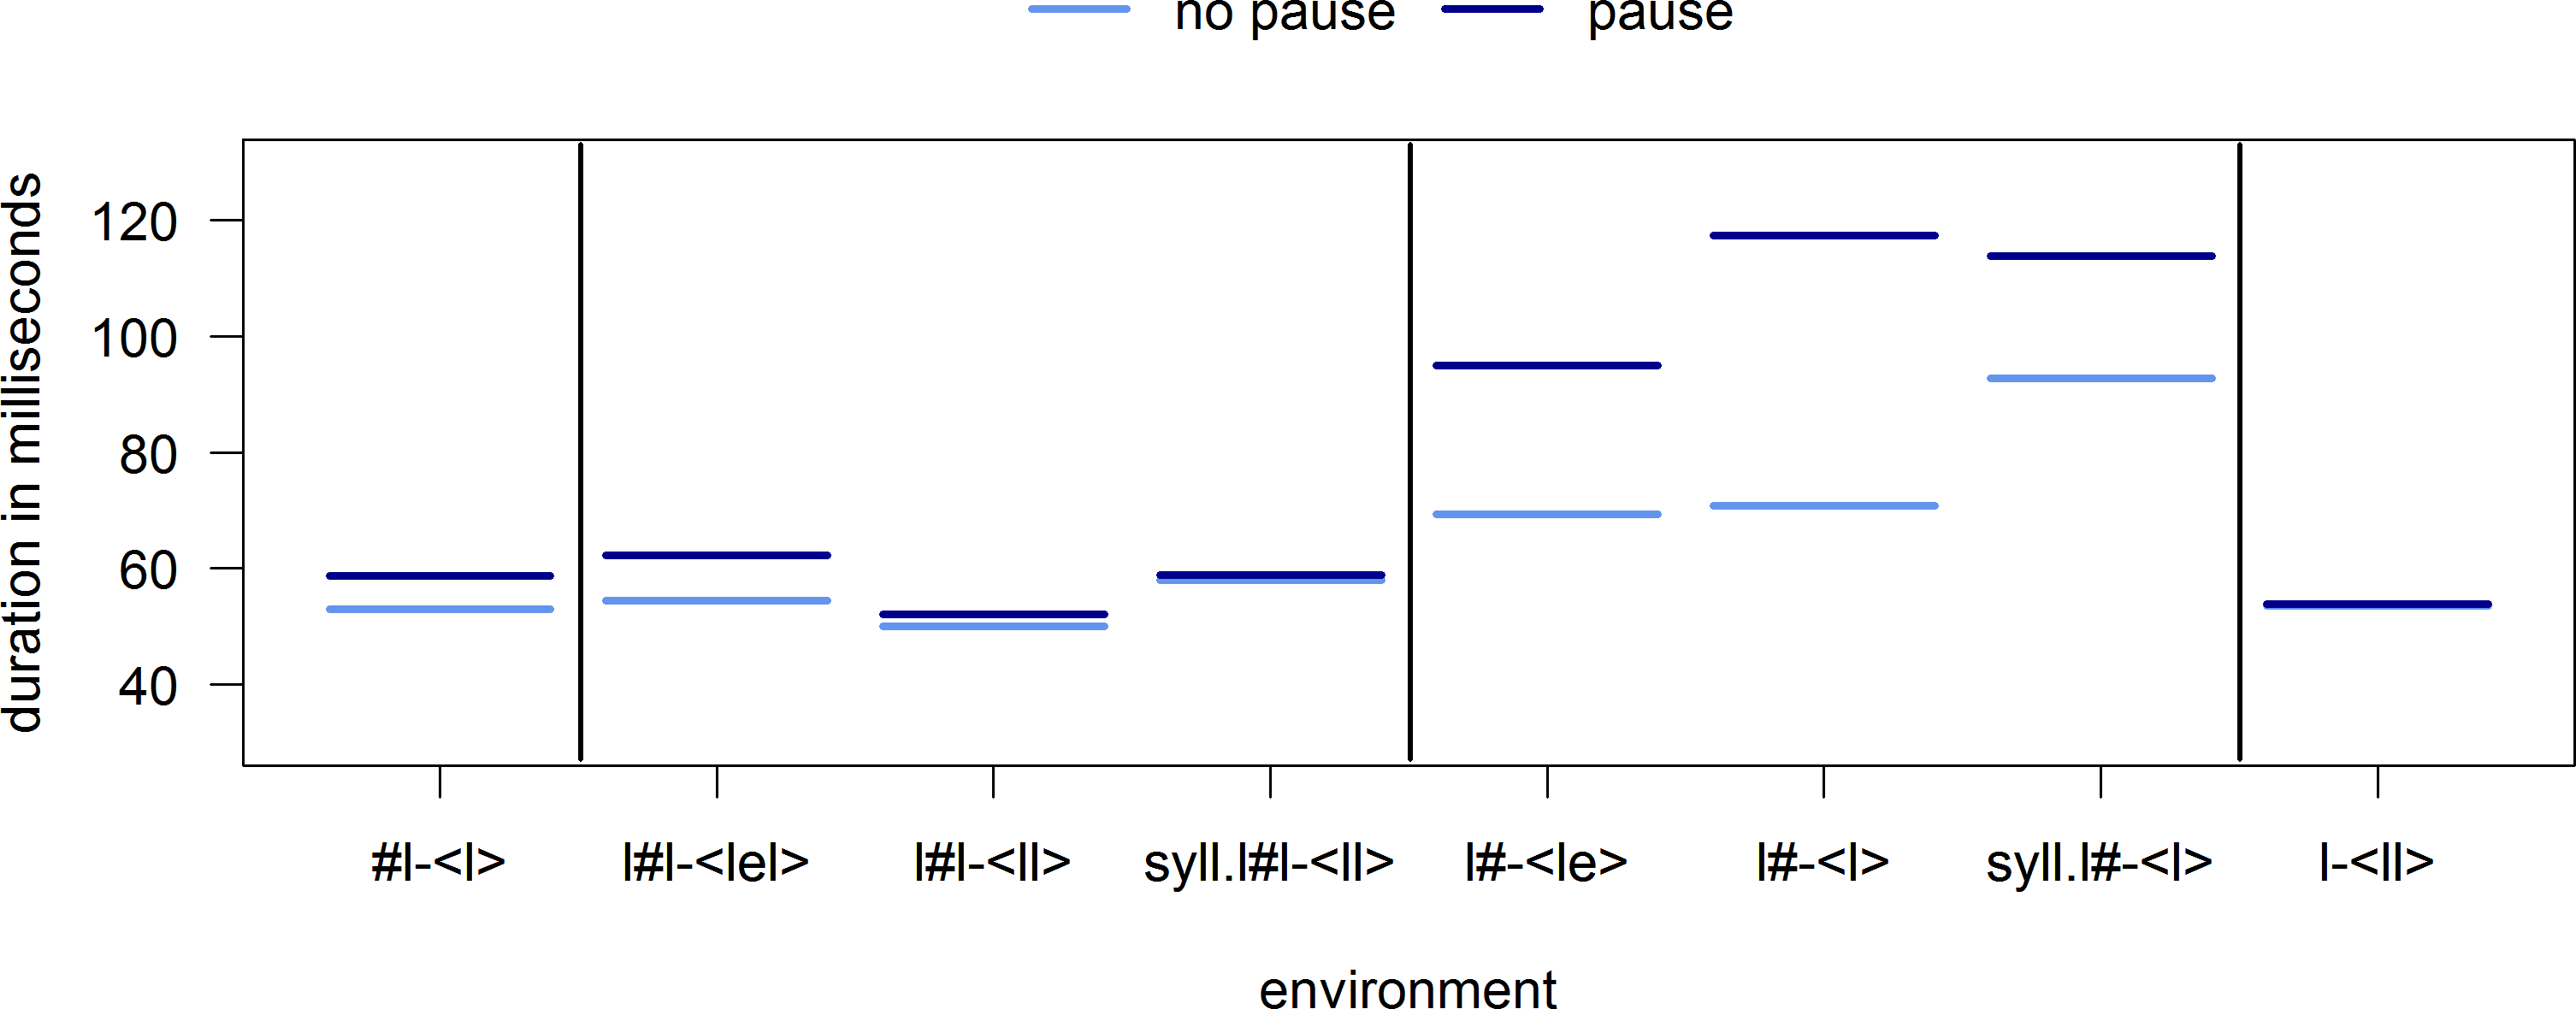 no pause pause
duration in milliseconds
120
100
80
60
40
#l-<l> l#l-<lel> l#l-<ll> syll.l#l-<ll> l#-<le> l#-<l> syll.l#-<l> l-<ll>
environment